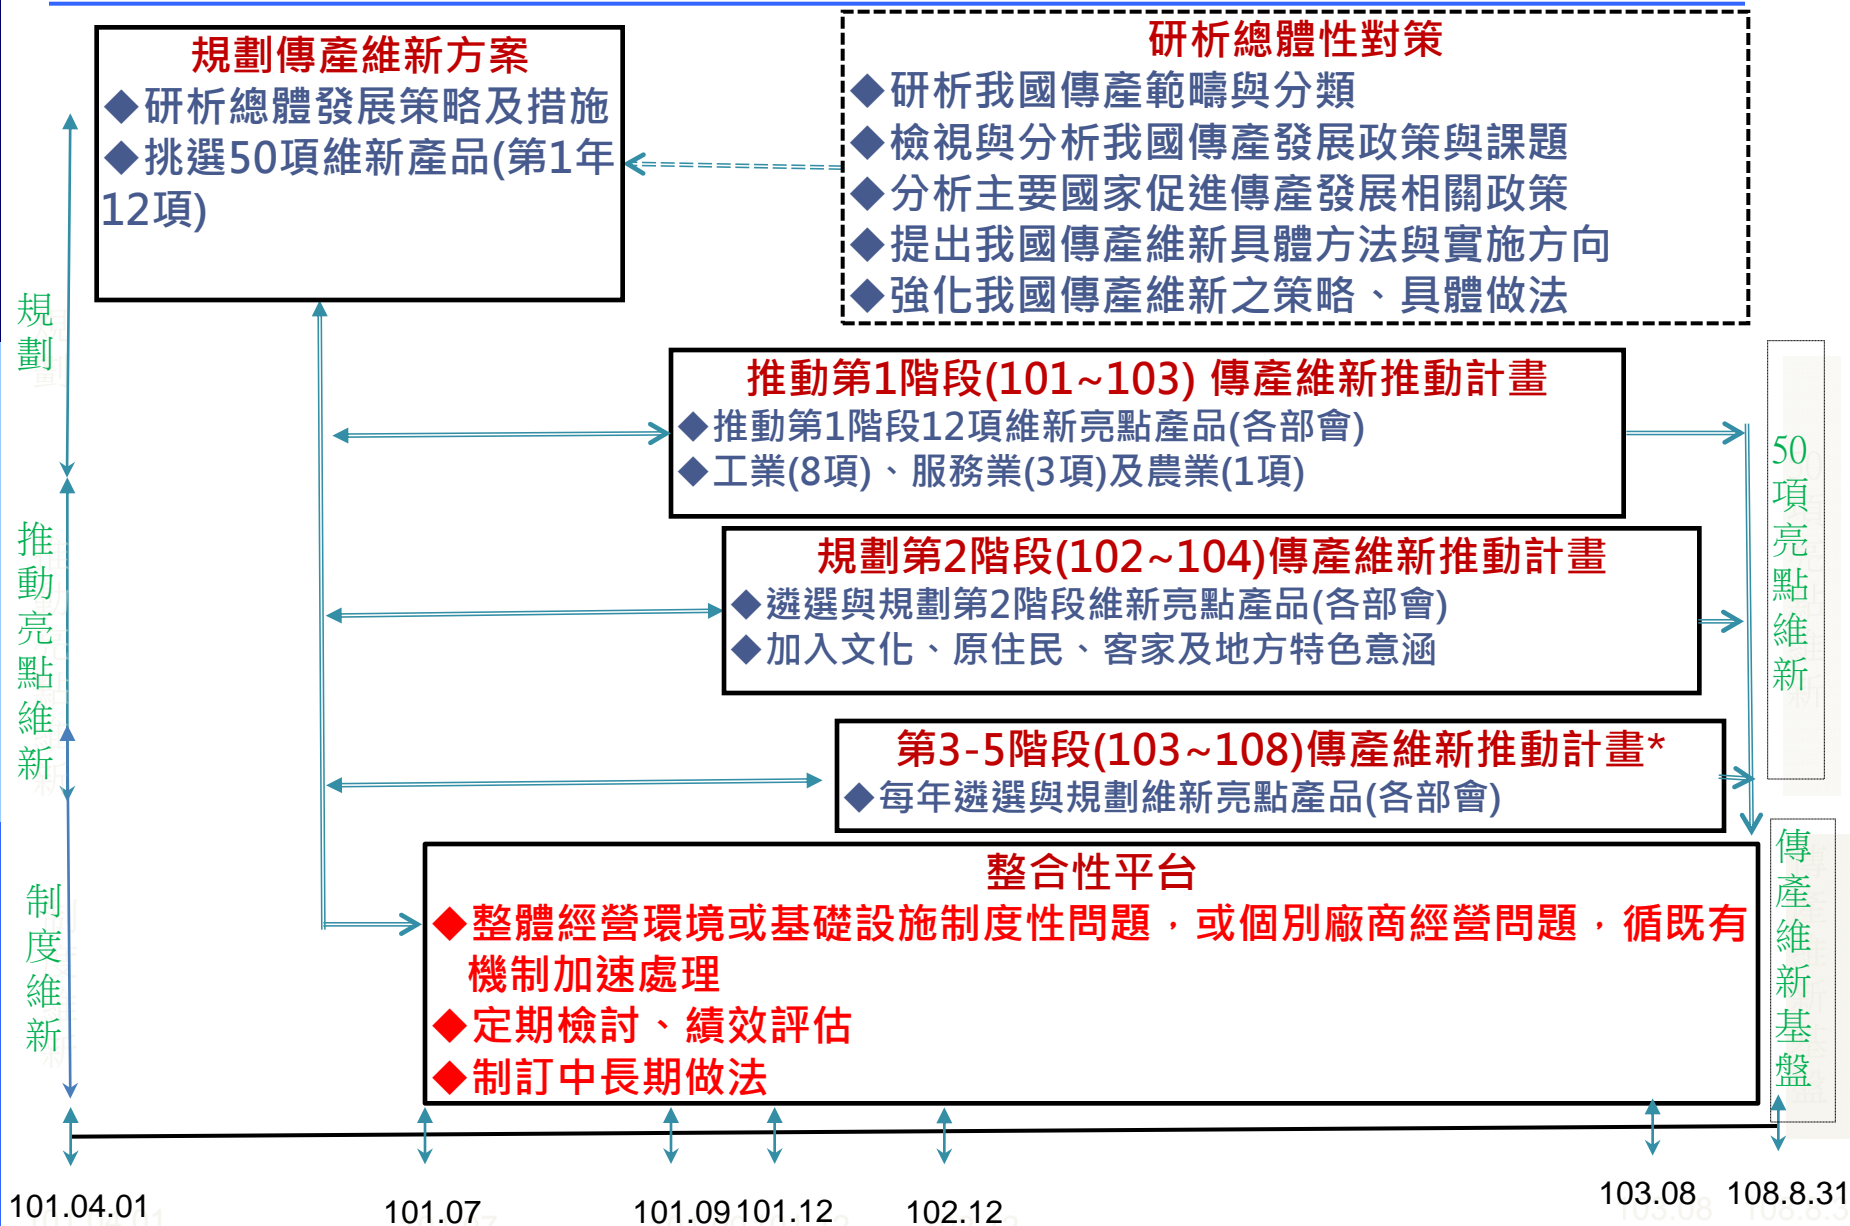 規劃傳產維新方案
◆研析總體發展策略及措施
◆挑選50項維新產品(第1年
12項)
研析總體性對策
◆研析我國傳產範疇與分類
◆檢視與分析我國傳產發展政策與課題
◆分析主要國家促進傳產發展相關政策
◆提出我國傳產維新具體方法與實施方向
◆強化我國傳產維新之策略、具體做法
規劃
推動第1階段(101~103) 傳產維新推動計畫
◆推動第1階段12項維新亮點產品(各部會)
◆工業(8項)、服務業(3項)及農業(1項)
50項亮點維新
推動亮點維新
規劃第2階段(102~104)傳產維新推動計畫
◆遴選與規劃第2階段維新亮點產品(各部會)
◆加入文化、原住民、客家及地方特色意涵
第3-5階段(103~108)傳產維新推動計畫*
◆每年遴選與規劃維新亮點產品(各部會)
制度維新
整合性平台
◆整體經營環境或基礎設施制度性問題，或個別廠商經營問題，循既有
機制加速處理
◆定期檢討、績效評估
◆制訂中長期做法
傳產維新基盤
101.04.01
101.07
101.09
101.12
102.12
103.08
108.8.31